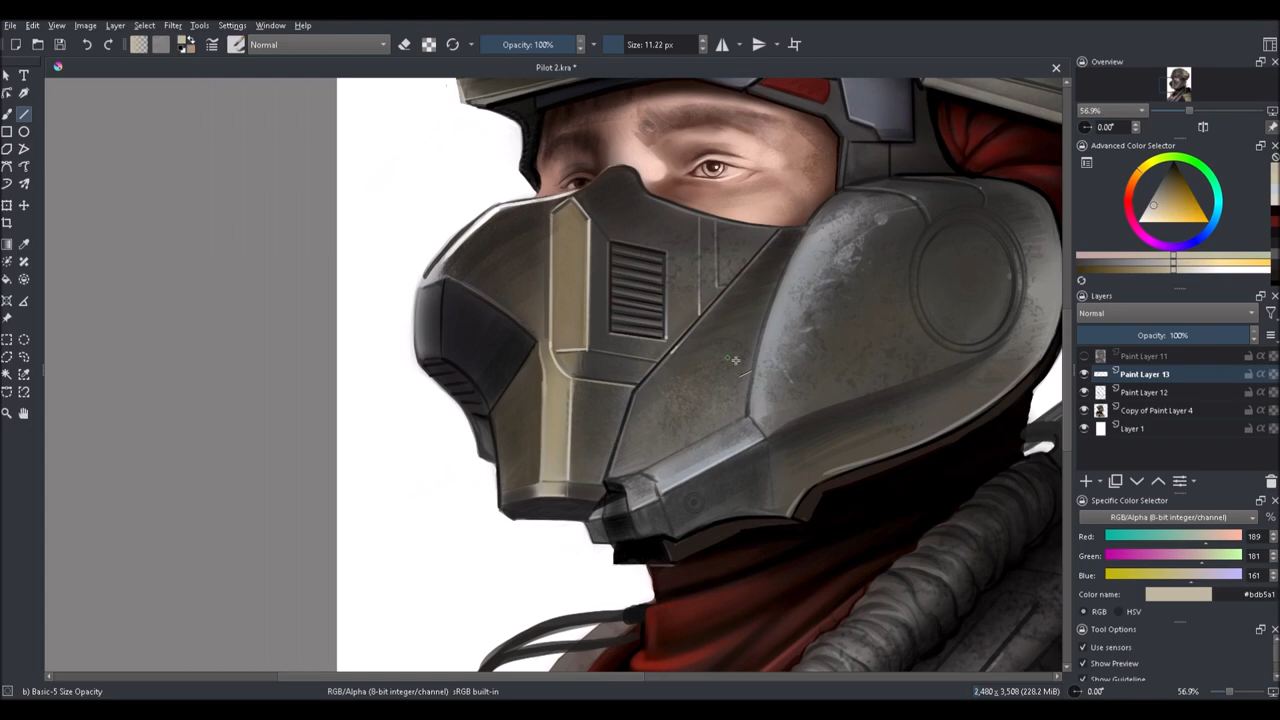 File Edit View Image Layer Select Filter Tools Settings Window Help
Normal Opacity: 100% Size: 11.22 px
Pilot 2.kra *
Overview
56.9%
0.00°
Advanced Color Selector
Layers
Normal
Opacity: 100%
Paint Layer 11
Paint Layer 13
Paint Layer 12
Copy of Paint Layer 4
Layer 1
Specific Color Selector
RGB/Alpha (8-bit integer/channel) %
Red: 189
Green: 181
Blue: 161
Color name: #bdb5a1
RGB HSV
Tool Options
Use sensors
Show Preview
Show Guideline
b) Basic-5 Size Opacity RGB/Alpha (8-bit integer/channel) sRGB built-in 2,480 x 3,508 (228.2 MiB) 0.00° 56.9%